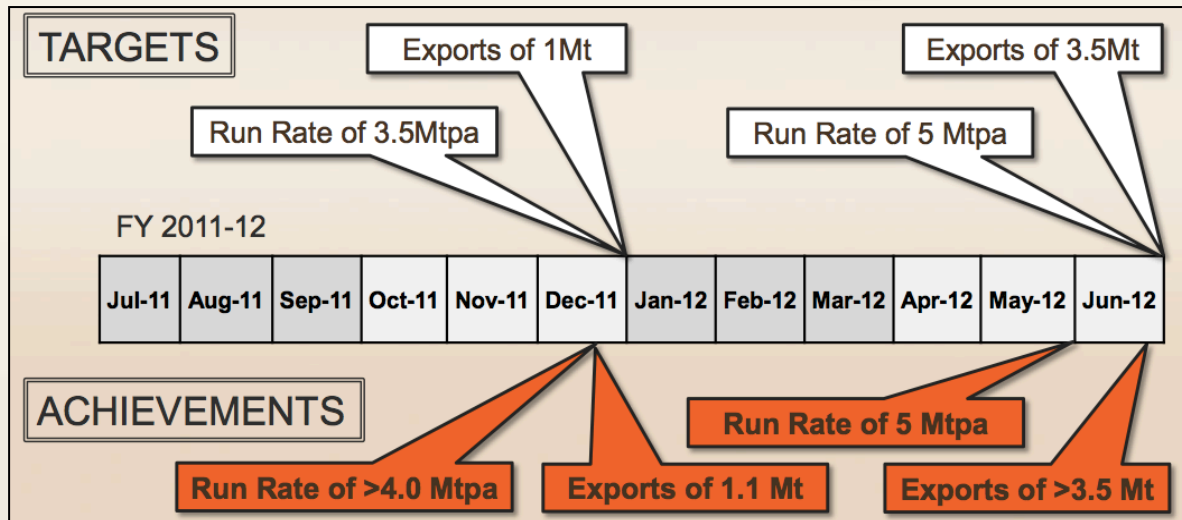 TARGETS
Exports of 1Mt
Exports of 3.5Mt
Run Rate of 3.5Mtpa
Run Rate of 5 Mtpa
FY 2011-12
Jul-11 Aug-11 Sep-11 Oct-11 Nov-11 Dec-11 Jan-12 Feb-12 Mar-12 Apr-12 May-12 Jun-12
ACHIEVEMENTS
Run Rate of 5 Mtpa
Run Rate of >4.0 Mtpa
Exports of 1.1 Mt
Exports of >3.5 Mt